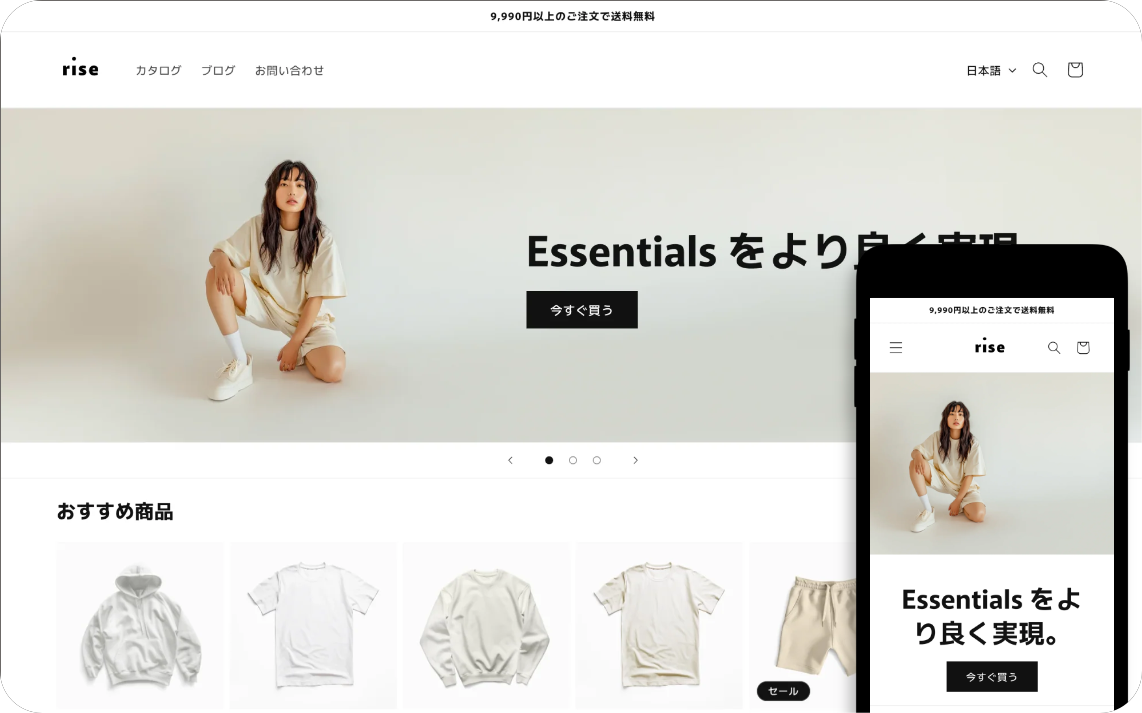 9,990円以上のご注文で送料無料
rise カタログ ブログ お問い合わせ 日本語
Essentials をより良く実現
今すぐ買う
おすすめ商品
セール
9,990円以上のご注文で送料無料
rise
Essentials をよ
り良く実現。
今すぐ買う